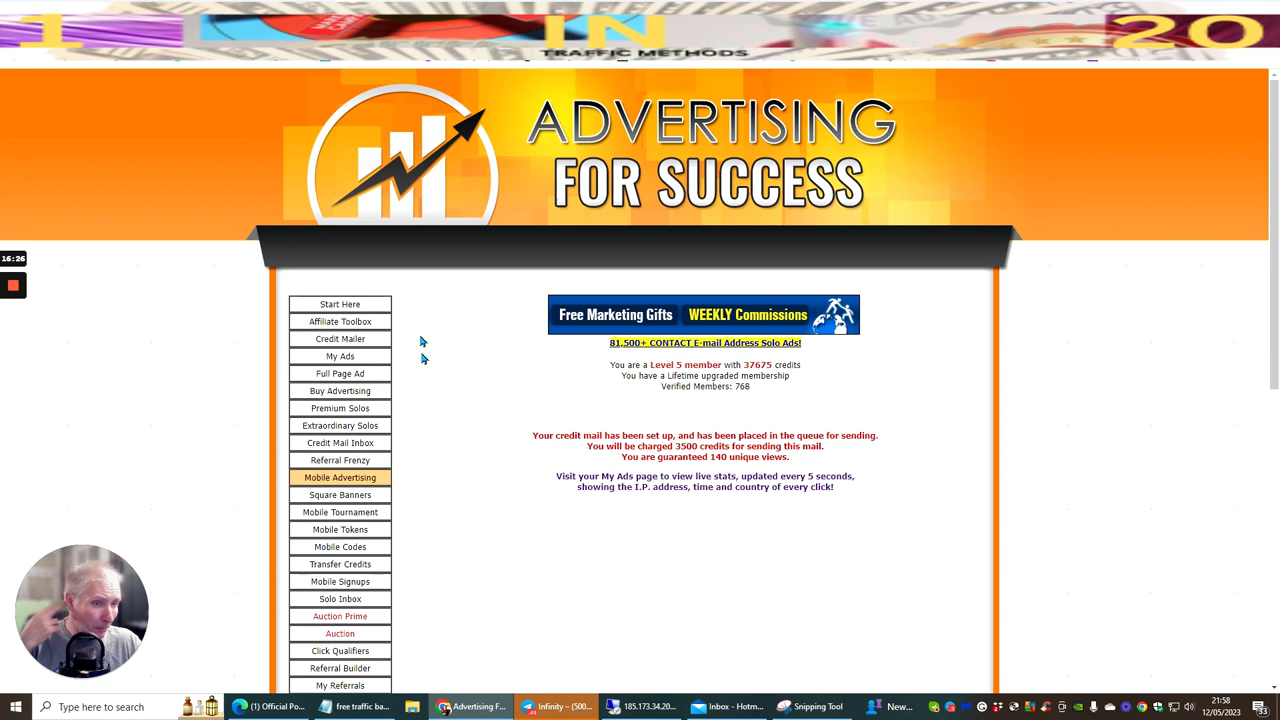 1 IN 20
TRAFFIC METHODS
ADVERTISING
FOR SUCCESS
16:26
Start Here
Affiliate Toolbox
Credit Mailer
My Ads
Full Page Ad
Buy Advertising
Premium Solos
Extraordinary Solos
Credit Mail Inbox
Referral Frenzy
Mobile Advertising
Square Banners
Mobile Tournament
Mobile Tokens
Mobile Codes
Transfer Credits
Mobile Signups
Solo Inbox
Auction Prime
Auction
Click Qualifiers
Referral Builder
My Referrals
Free Marketing Gifts WEEKLY Commissions
81,500+ CONTACT E-mail Address Solo Ads!
You are a Level 5 member with 37675 credits
You have a Lifetime upgraded membership
Verified Members: 768
Your credit mail has been set up, and has been placed in the queue for sending.
You will be charged 3500 credits for sending this mail.
You are guaranteed 140 unique views.
Visit your My Ads page to view live stats, updated every 5 seconds,
showing the I.P. address, time and country of every click!
Type here to search
(1) Official Po...
free traffic ba...
Advertising F...
Infinity – (500...
185.173.34.20...
Inbox - Hotm...
Snipping Tool
New...
21:58
12/05/2023